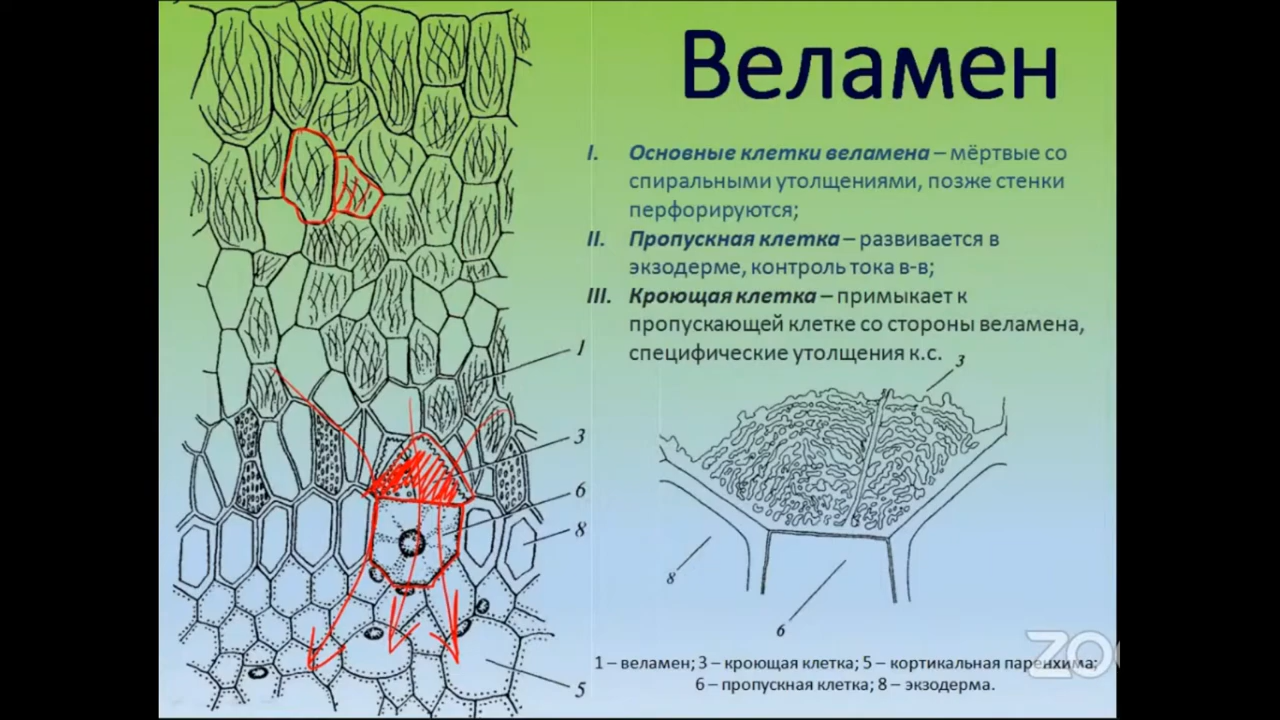 Веламен
I. Основные клетки веламена – мёртвые со
спиральными утолщениями, позже стенки
перфорируются;
II. Пропускная клетка – развивается в
экзодерме, контроль тока в-в;
III. Кроющая клетка – примыкает к
пропускающей клетке со стороны веламена,
специфические утолщения к.с.
3
1
3
6
8
5
8
6
1 – веламен; 3 – кроющая клетка; 5 – кортикальная паренхима;
6 – пропускная клетка; 8 – экзодерма.
ZO